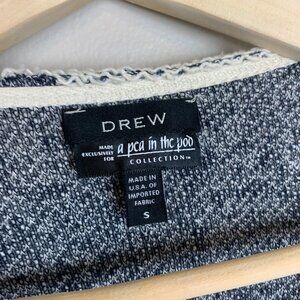 DREW
MADE
EXCLUSIVELY
FOR
a pea in the pod
COLLECTION™
MADE IN
U.S.A. OF
IMPORTED
FABRIC
S